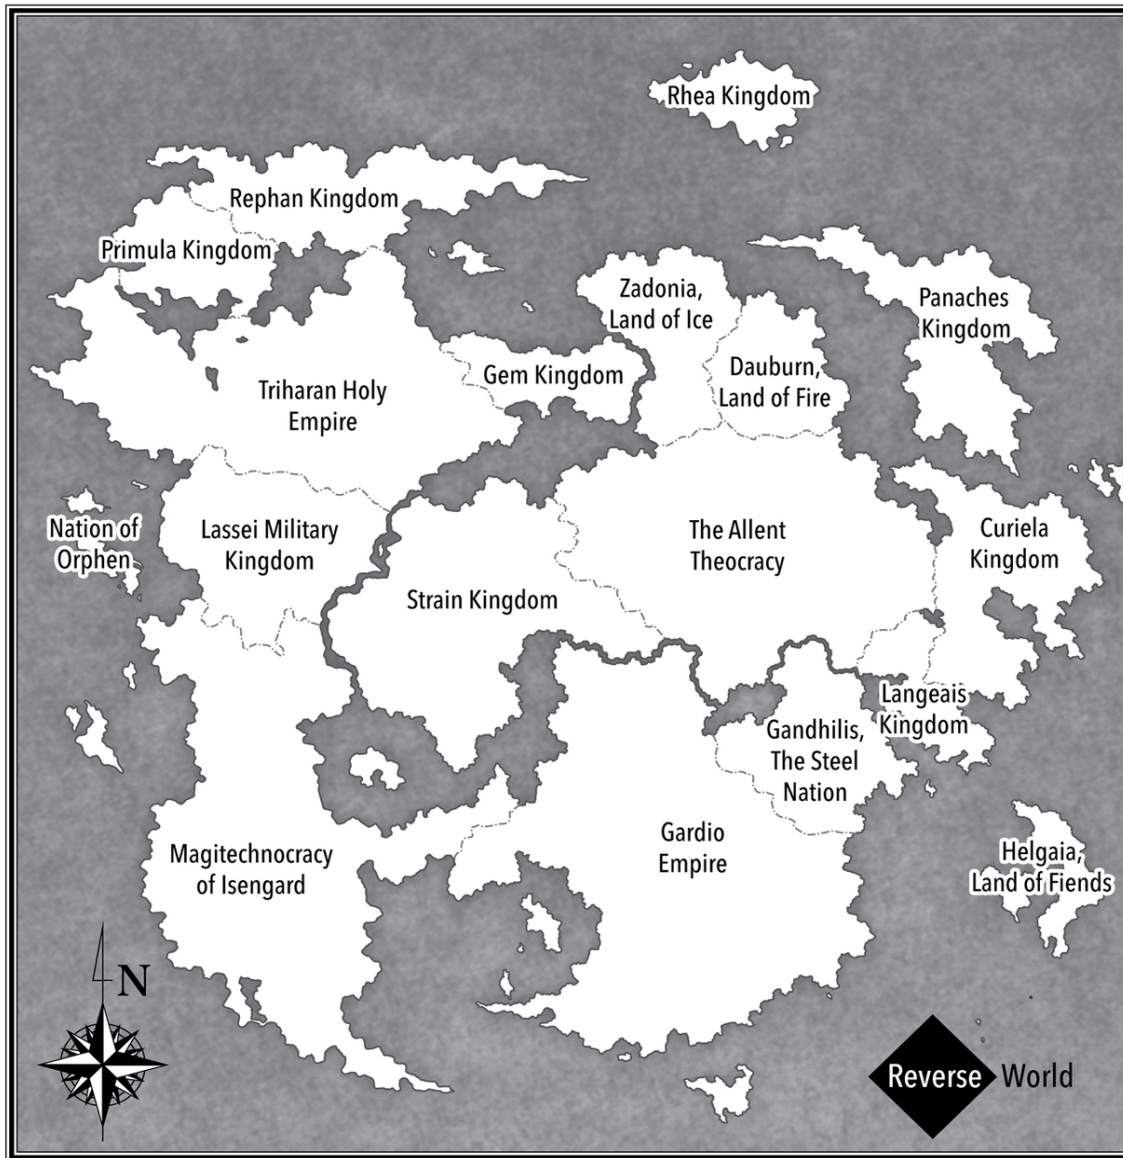 Rhea Kingdom
Rephan Kingdom
Primula Kingdom
Zadonia,
Land of Ice
Panaches
Kingdom
Gem Kingdom
Dauburn,
Land of Fire
Triharan Holy
Empire
Nation of
Orphen
Lassei Military
Kingdom
The Allent
Theocracy
Curiela
Kingdom
Strain Kingdom
Langeais
Kingdom
Gandhilis,
The Steel
Nation
Magitechnocracy
of Isengard
Gardio
Empire
Helgaia,
Land of Fiends
N
Reverse World